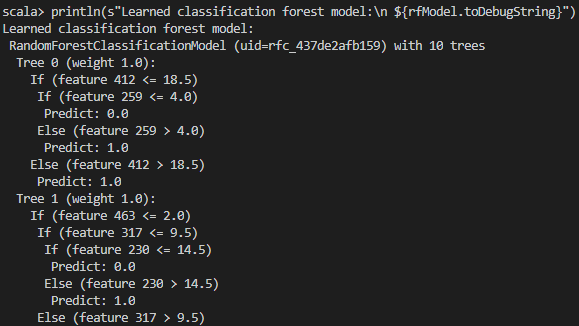 scala> println(s"Learned classification forest model:\n ${rfModel.toDebugString}")
Learned classification forest model:
RandomForestClassificationModel (uid=rfc_437de2afb159) with 10 trees
Tree 0 (weight 1.0):
If (feature 412 <= 18.5)
If (feature 259 <= 4.0)
Predict: 0.0
Else (feature 259 > 4.0)
Predict: 1.0
Else (feature 412 > 18.5)
Predict: 1.0
Tree 1 (weight 1.0):
If (feature 463 <= 2.0)
If (feature 317 <= 9.5)
If (feature 230 <= 14.5)
Predict: 0.0
Else (feature 230 > 14.5)
Predict: 1.0
Else (feature 317 > 9.5)